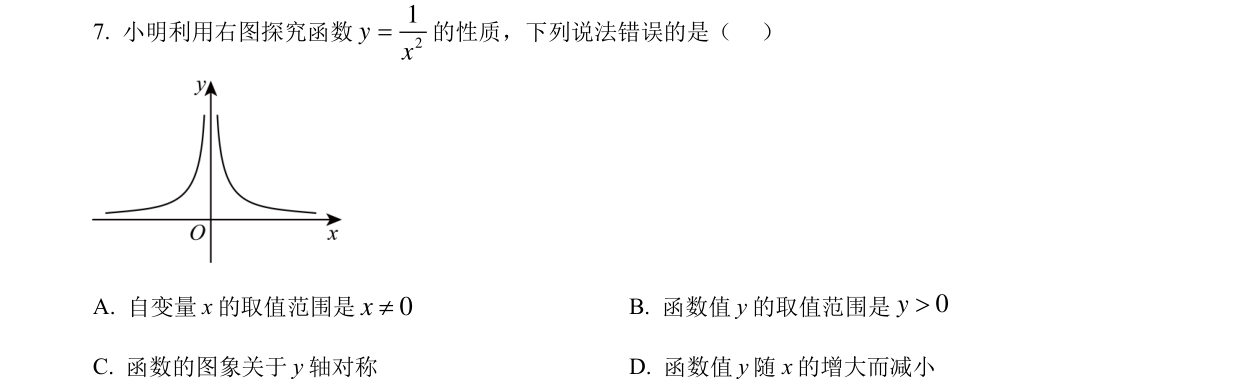 7. 小明利用右图探究函数 y = 1/x² 的性质，下列说法错误的是（　）
y
O
x
A. 自变量 x 的取值范围是 x ≠ 0
B. 函数值 y 的取值范围是 y > 0
C. 函数的图象关于 y 轴对称
D. 函数值 y 随 x 的增大而减小